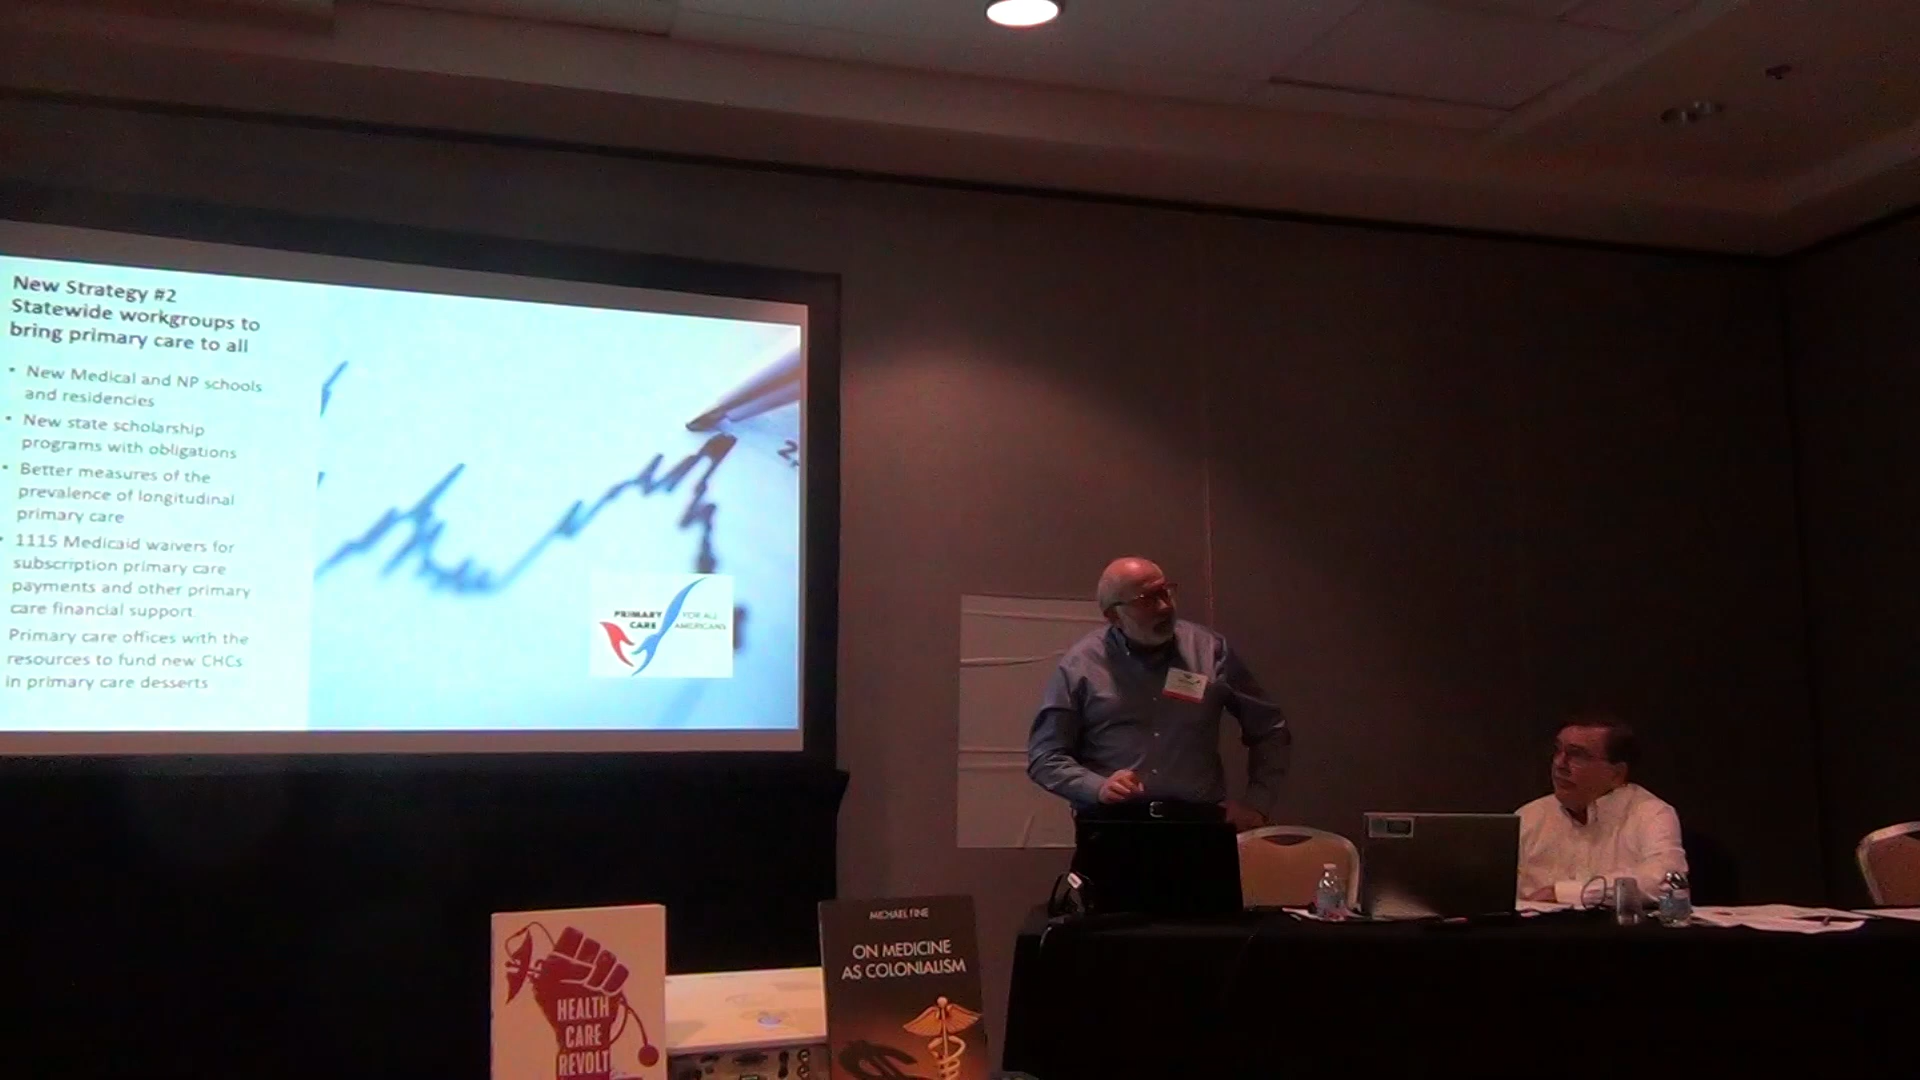 New Strategy #2
Statewide workgroups to
bring primary care to all
• New Medical and NP schools
and residencies
• New state scholarship
programs with obligations
• Better measures of the
prevalence of longitudinal
primary care
• 1115 Medicaid waivers for
subscription primary care
payments and other primary
care financial support.
Primary care offices with the
resources to fund new CHCs
in primary care desserts
2,
PRIMARY FOR ALL
CARE AMERICANS
HEALTH
CARE
REVOLT
MICHAEL FINE
ON MEDICINE
AS COLONIALISM